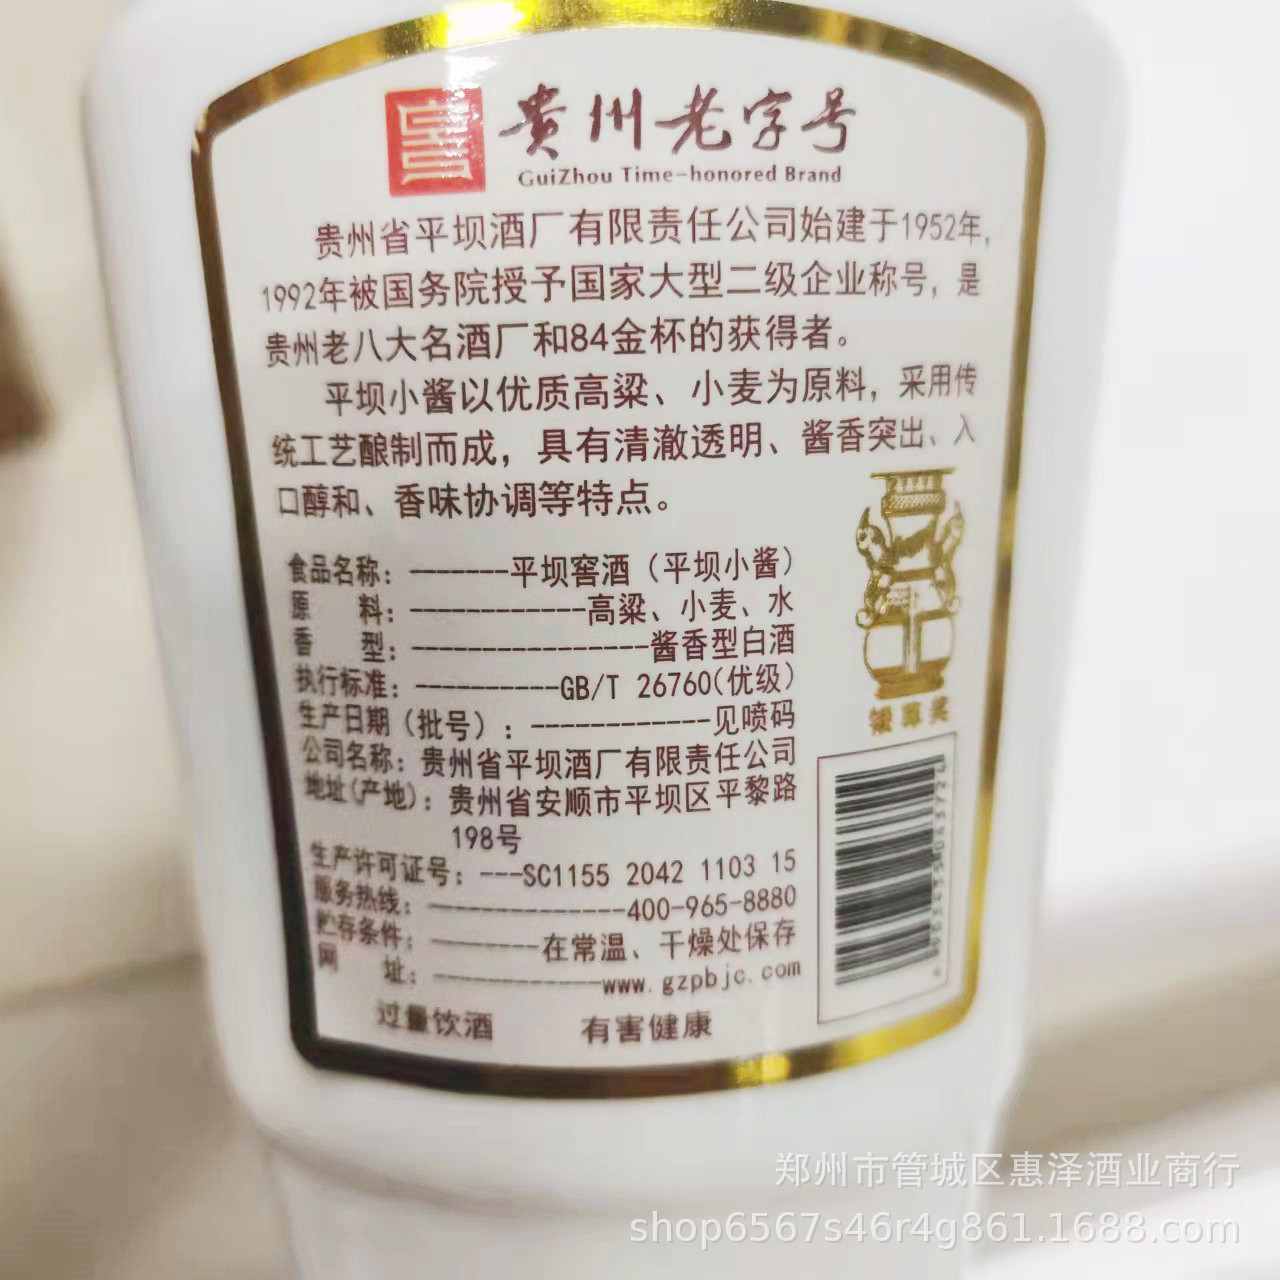 贵州老字号
GuiZhou Time-honored Brand
贵州省平坝酒厂有限责任公司始建于1952年,
1992年被国务院授予国家大型二级企业称号，是
贵州老八大名酒厂和84金杯的获得者。
平坝小酱以优质高粱、小麦为原料，采用传
统工艺酿制而成，具有清澈透明、酱香突出、入
口醇和、香味协调等特点。
食品名称：-------平坝窖酒（平坝小酱）
原 料：------------高粱、小麦、水
香 型：----------------酱香型白酒
执行标准：----------GB/T 26760(优级)
生产日期（批号）：------------见喷码
公司名称：贵州省平坝酒厂有限责任公司
地址(产地)：贵州省安顺市平坝区平黎路
198号
生产许可证号：---SC1155 2042 1103 15
服务热线：--------------400-965-8880
贮存条件：--------在常温、干燥处保存
网 址：------------www.gzpbjc.com
过量饮酒 有害健康
郑州市管城区惠泽酒业商行
shop6567s46r4g861.1688.com